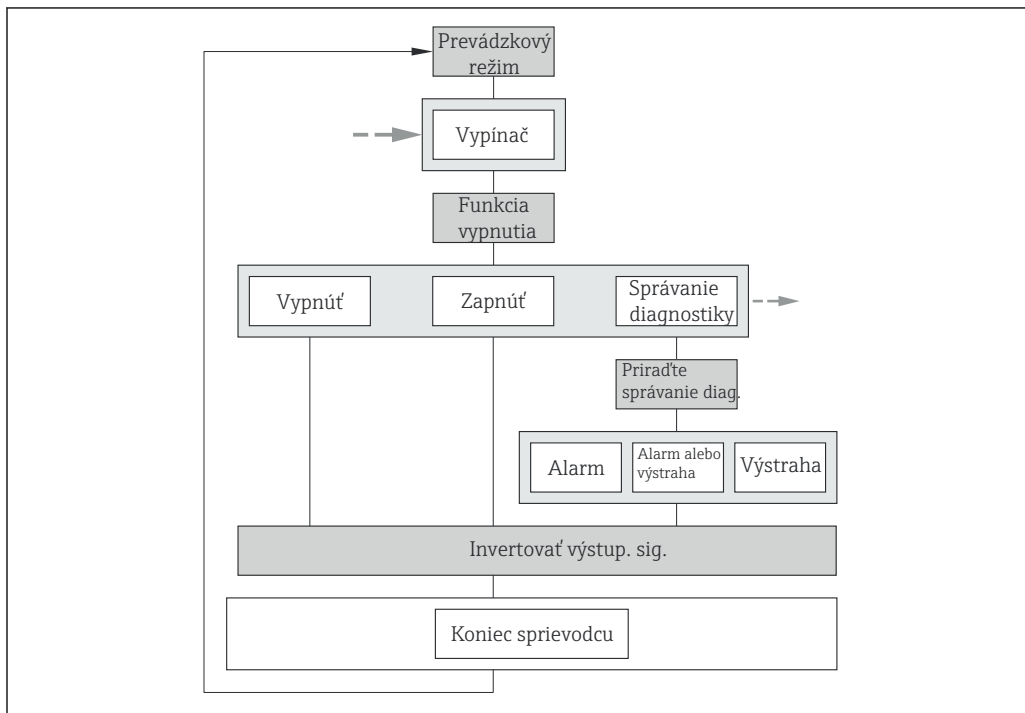 Prevádzkový
režim
Vypínač
Funkcia
vypnutia
Vypnúť
Zapnúť
Správanie
diagnostiky
Priraďte
správanie diag.
Alarm
Alarm alebo
výstraha
Výstraha
Invertovať výstup. sig.
Koniec sprievodcu